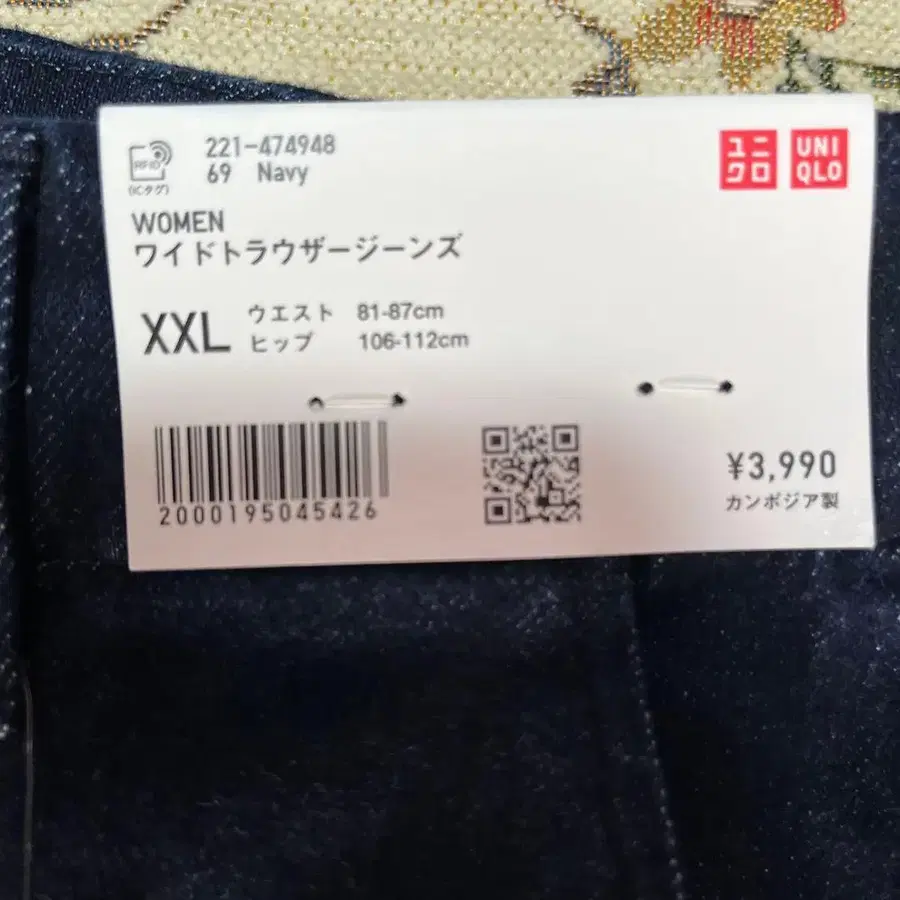 RFID
(ICタグ)
221-474948
69 Navy
ユニクロ
UNIQLO
WOMEN
ワイドトラウザージーンズ
XXL
ウエスト 81-87cm
ヒップ 106-112cm
2000195045426
¥3,990
カンボジア製